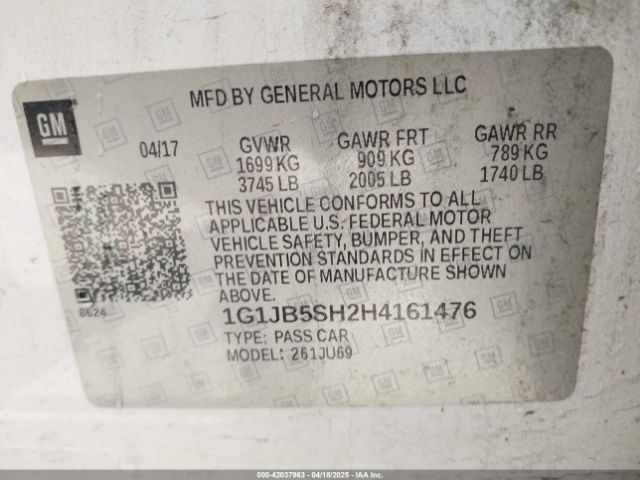 MFD BY GENERAL MOTORS LLC
GM
04/17 GVWR GAWR FRT GAWR RR
1699 KG 909 KG 789 KG
3745 LB 2005 LB 1740 LB
THIS VEHICLE CONFORMS TO ALL
APPLICABLE U.S. FEDERAL MOTOR
VEHICLE SAFETY, BUMPER, AND THEFT
PREVENTION STANDARDS IN EFFECT ON
THE DATE OF MANUFACTURE SHOWN ABOVE.
8624
1G1JB5SH2H4161476
TYPE: PASS CAR
MODEL: 261JU69
000-42037963 - 04/18/2025 - IAAI, Inc.